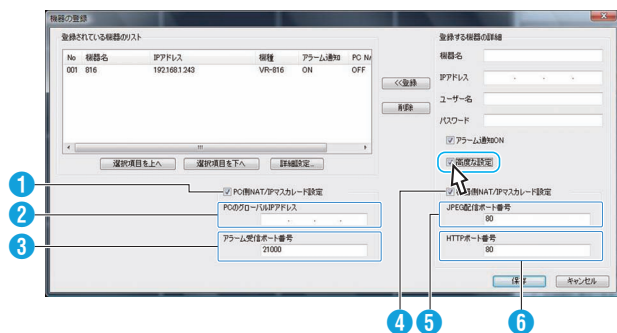 機器の登録
登録されている機器のリスト
No 機器名 IPアドレス 機種 アラーム通知 PC NA
001 816 192.168.1.243 VR-816 ON OFF
<<登録
削除
選択項目を上へ 選択項目を下へ 詳細設定...
登録する機器の詳細
機器名
IPアドレス . . .
ユーザー名
パスワード
アラーム通知ON
高度な設定
1 PC側NAT/IPマスカレード設定
2 PCのグローバルIPアドレス
. . .
3 アラーム受信ポート番号
21000
側NAT/IPマスカレード設定
JPEG配信ポート番号
80
HTTPポート番号
80
保存 キャンセル
4 5 6